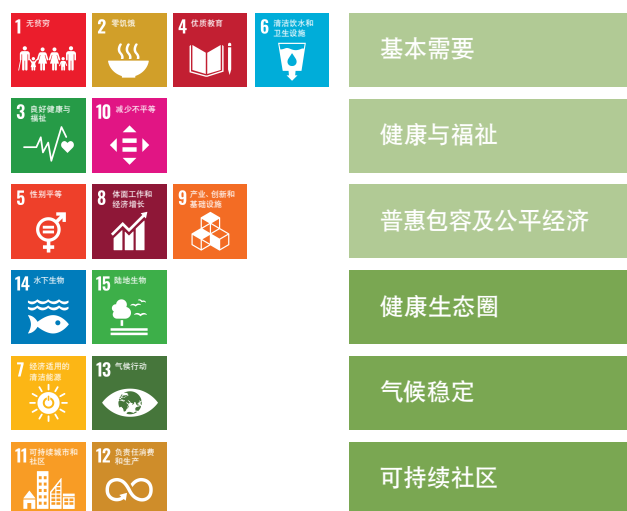 1 无贫穷
2 零饥饿
4 优质教育
6 清洁饮水和
卫生设施
基本需要
3 良好健康与
福祉
10 减少不平等
健康与福祉
5 性别平等
8 体面工作和
经济增长
9 产业、创新和
基础设施
普惠包容及公平经济
14 水下生物
15 陆地生物
健康生态圈
7 经济适用的
清洁能源
13 气候行动
气候稳定
11 可持续城市和
社区
12 负责任消费
和生产
可持续社区